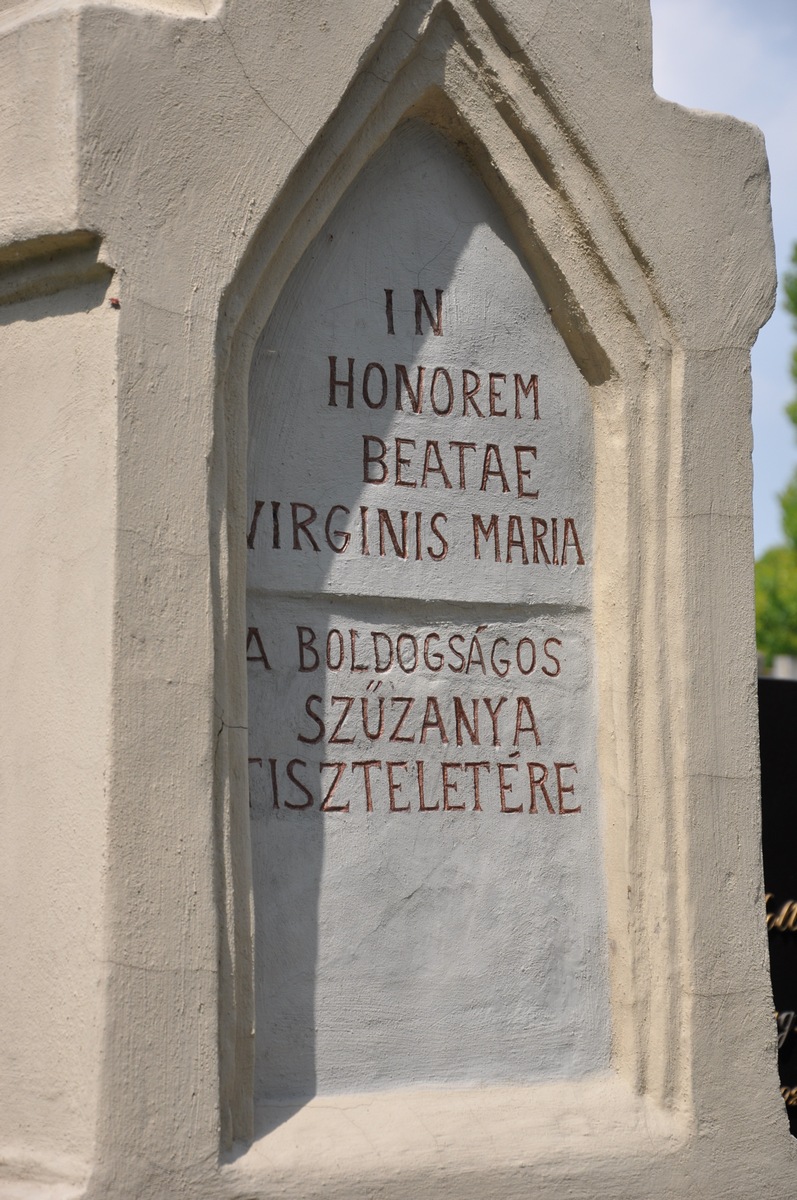 IN
HONOREM
BEATAE
VIRGINIS MARIA
A BOLDOGSÁGOS
SZŰZANYA
TISZTELETÉRE